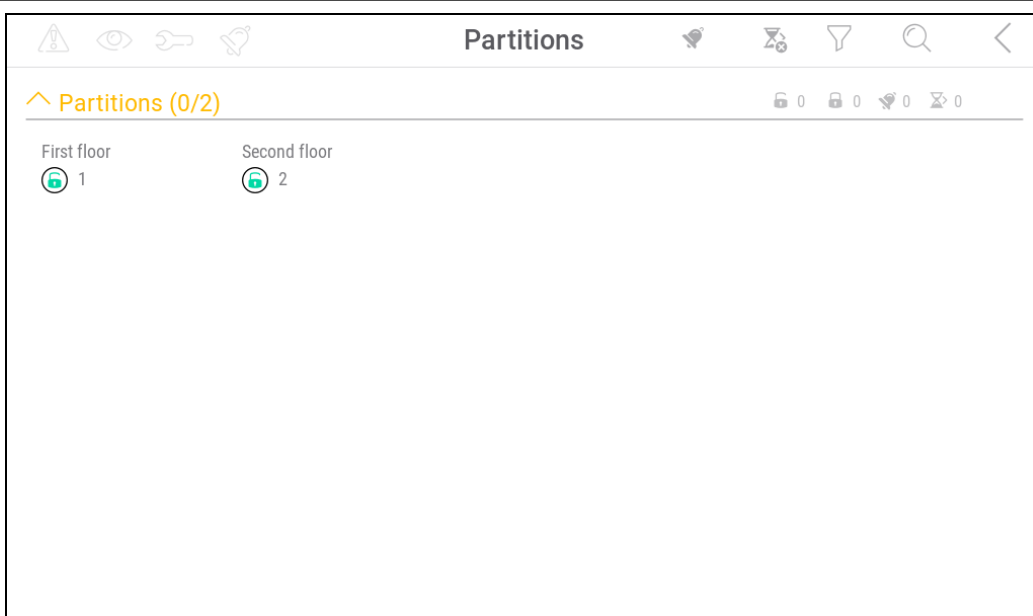 Partitions
Partitions (0/2)
0 0 0 0
First floor
1
Second floor
2